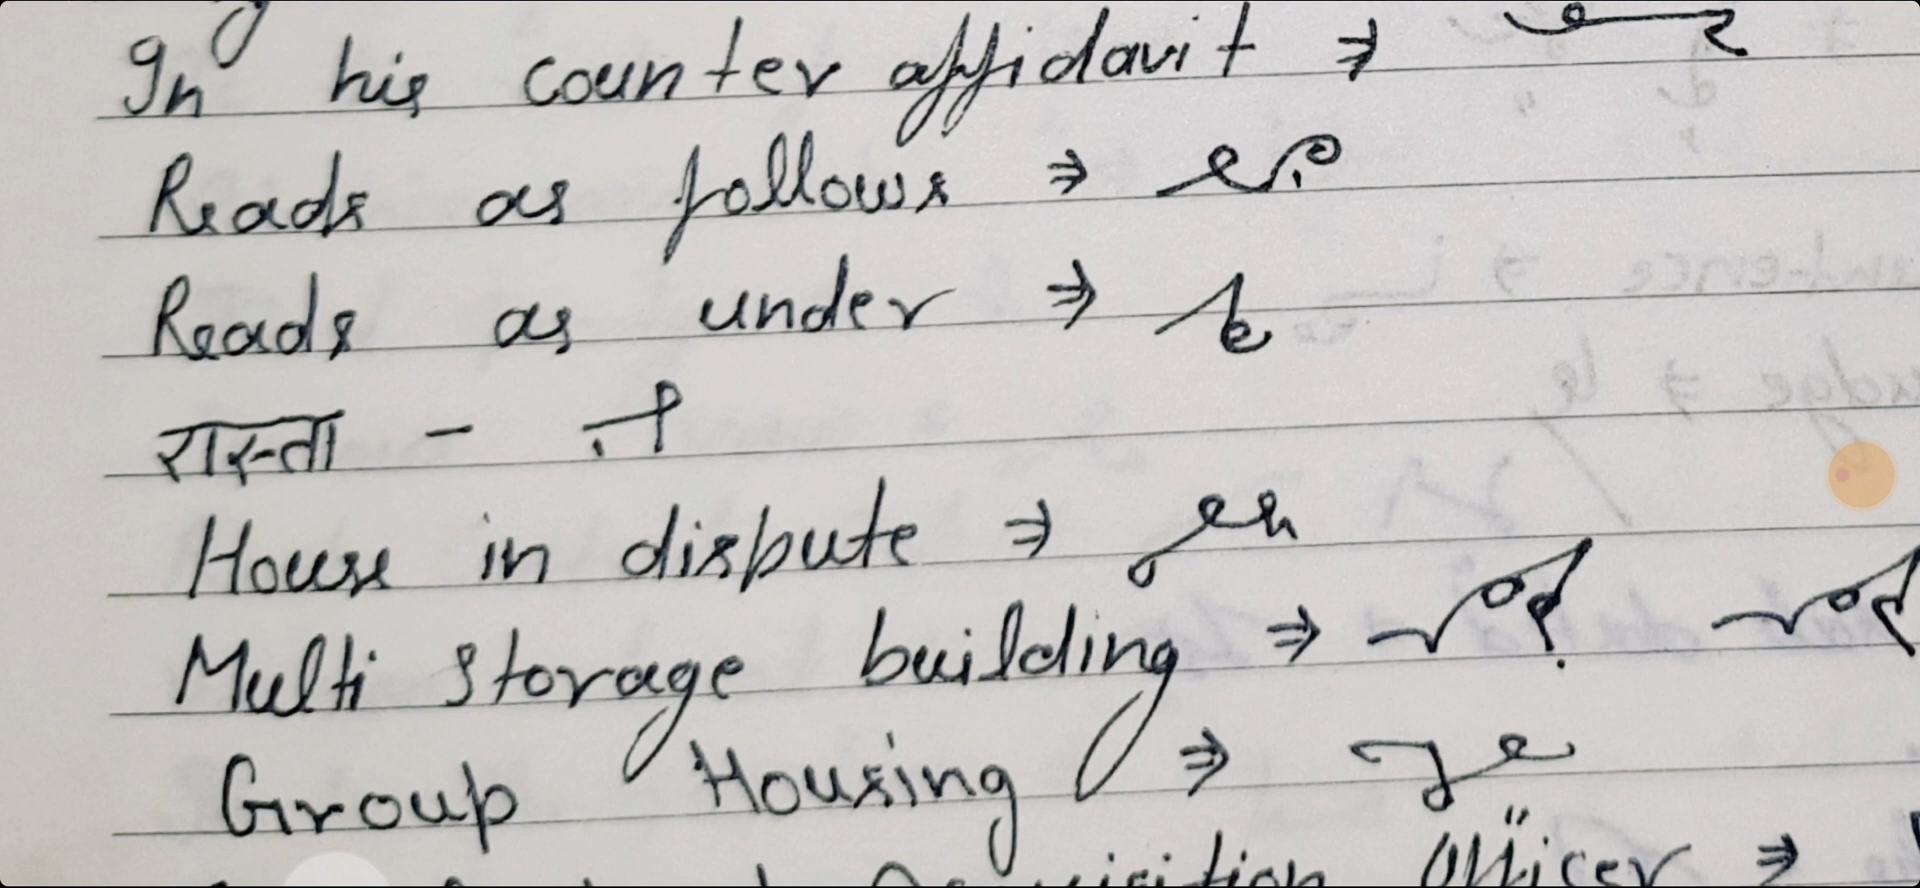 In his counter affidavit ⇒
Reads as follows ⇒
Reads as under ⇒
रास्ता -
House in dispute ⇒
Multi Storage building ⇒
Group Housing ⇒
Officer ⇒